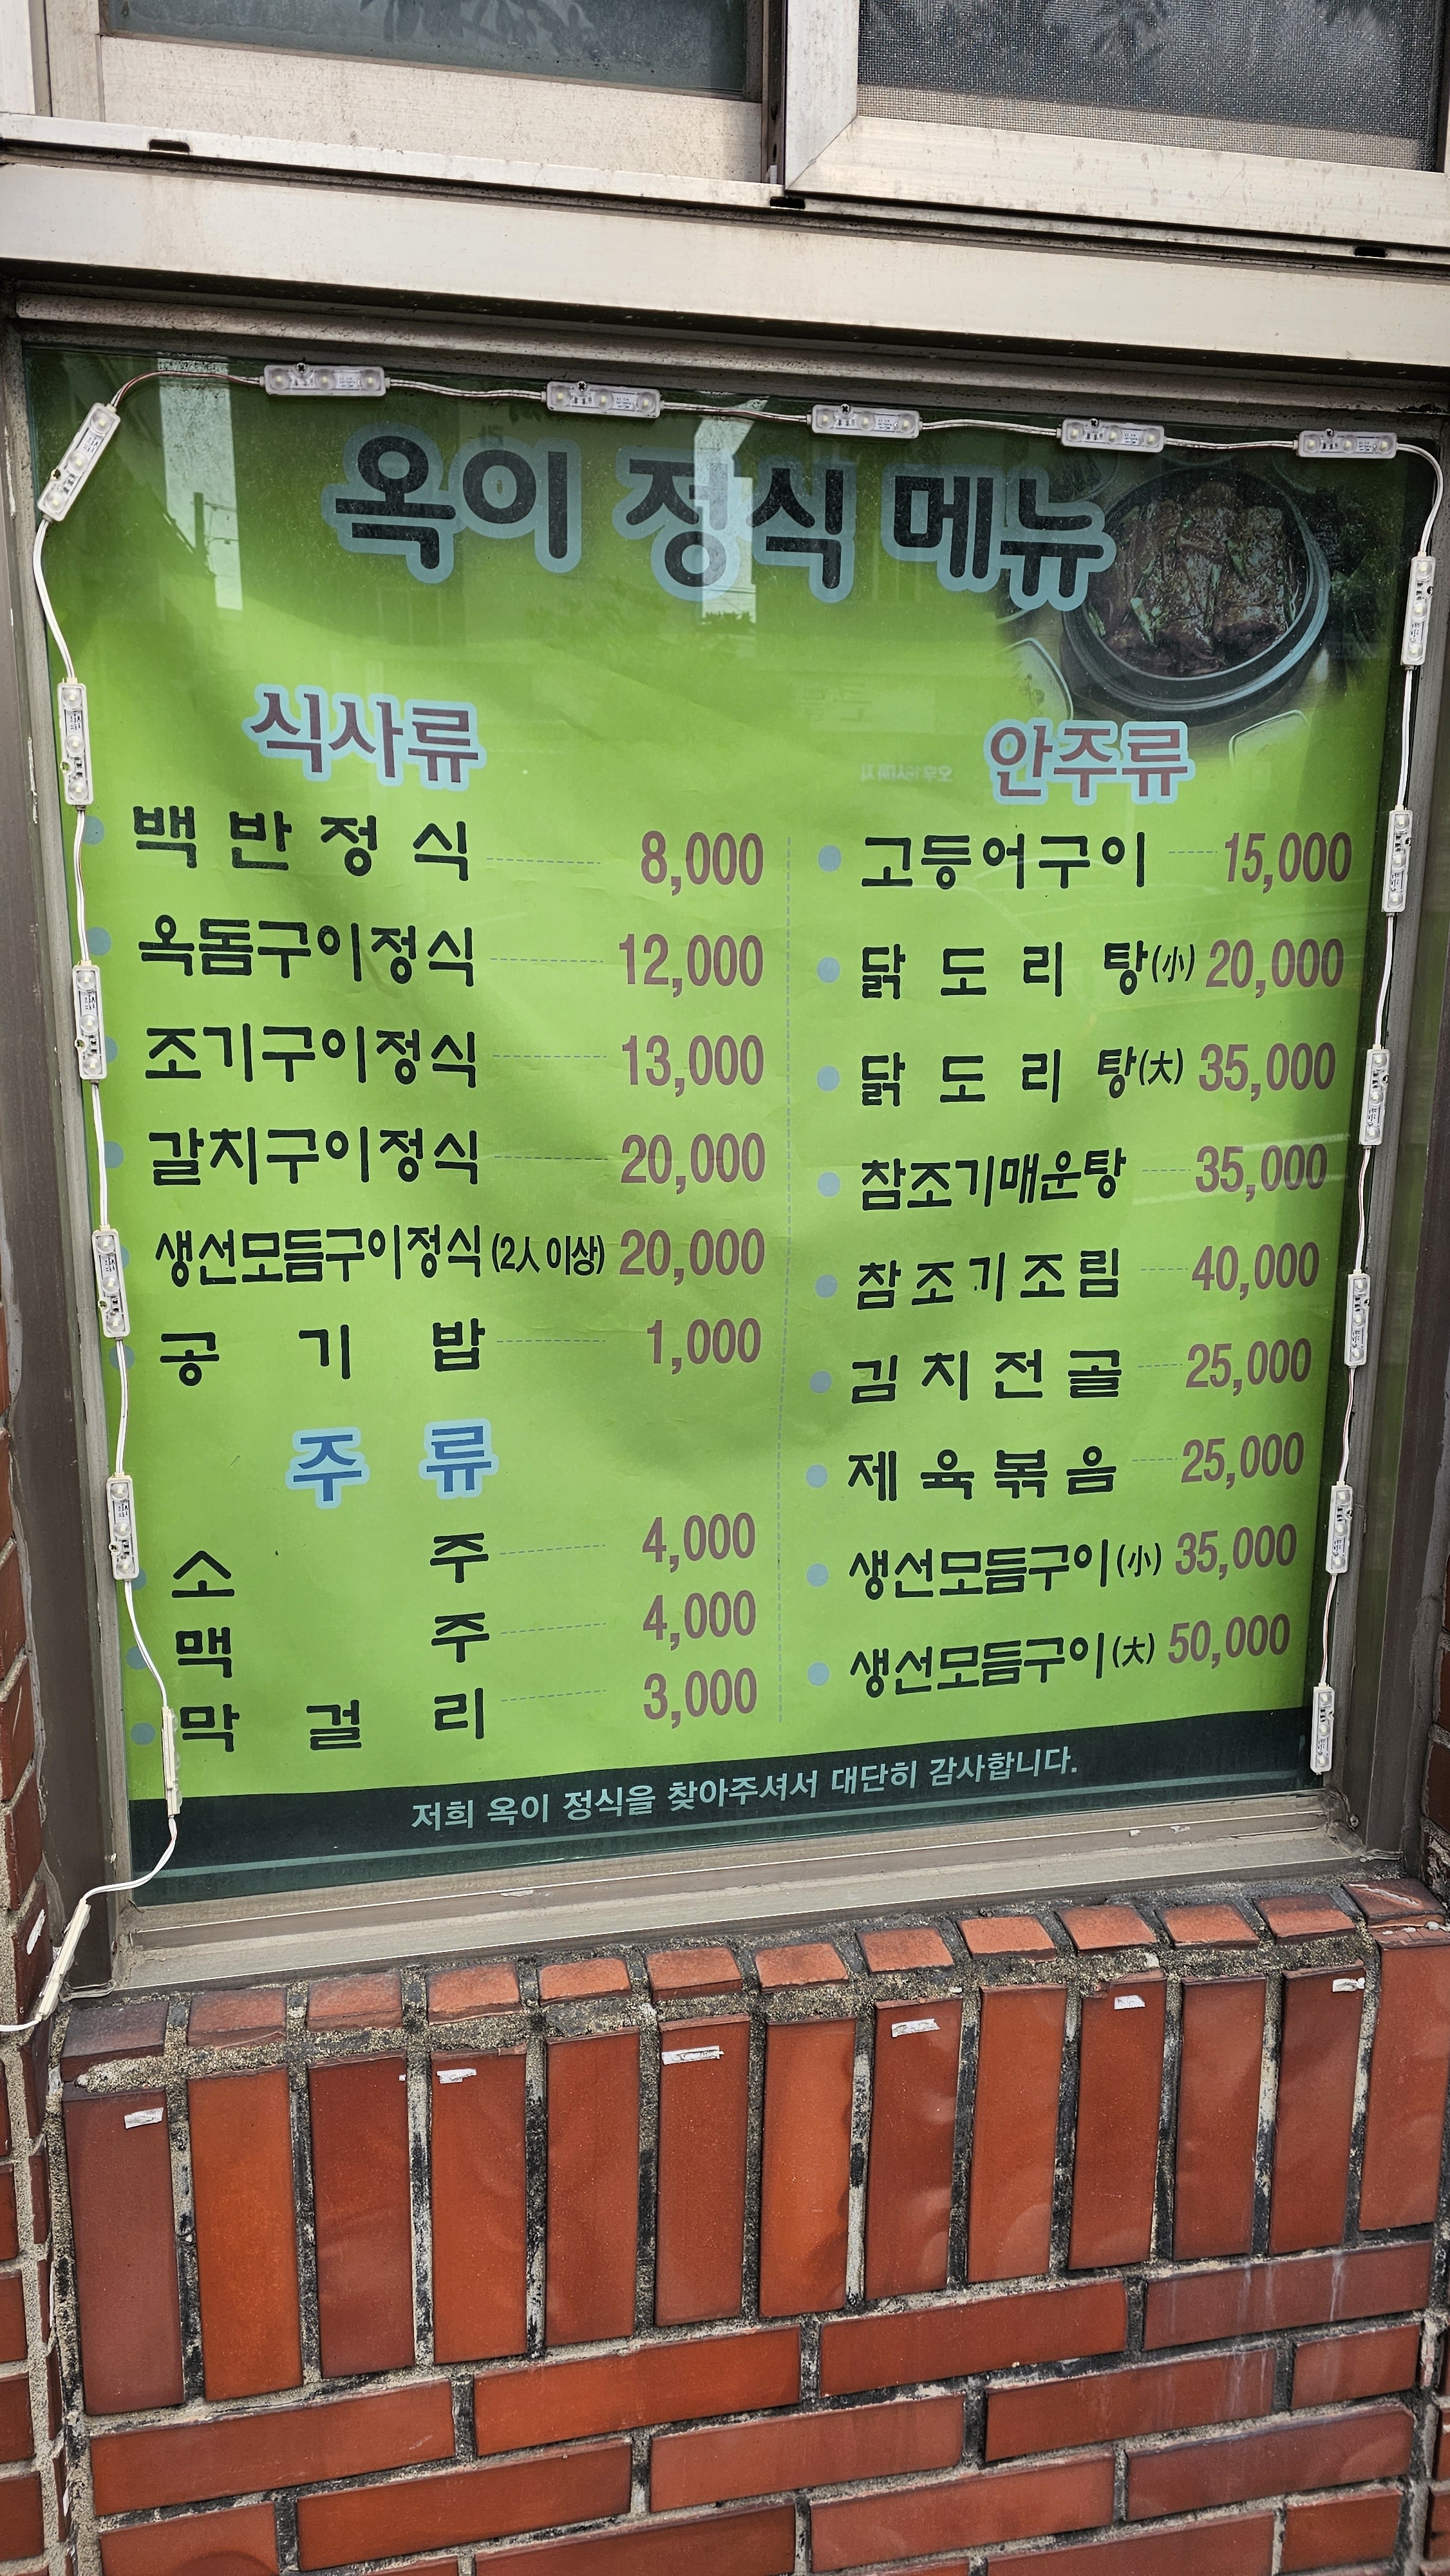 옥이 정식 메뉴
식사류
백반정식 8,000
옥돔구이정식 12,000
조기구이정식 13,000
갈치구이정식 20,000
생선모듬구이정식(2人 이상) 20,000
공기밥 1,000
주류
소주 4,000
맥주 4,000
막걸리 3,000
안주류
고등어구이 15,000
닭도리탕(小) 20,000
닭도리탕(大) 35,000
참조기매운탕 35,000
참조기조림 40,000
김치전골 25,000
제육볶음 25,000
생선모듬구이(小) 35,000
생선모듬구이(大) 50,000
저희 옥이 정식을 찾아주셔서 대단히 감사합니다.